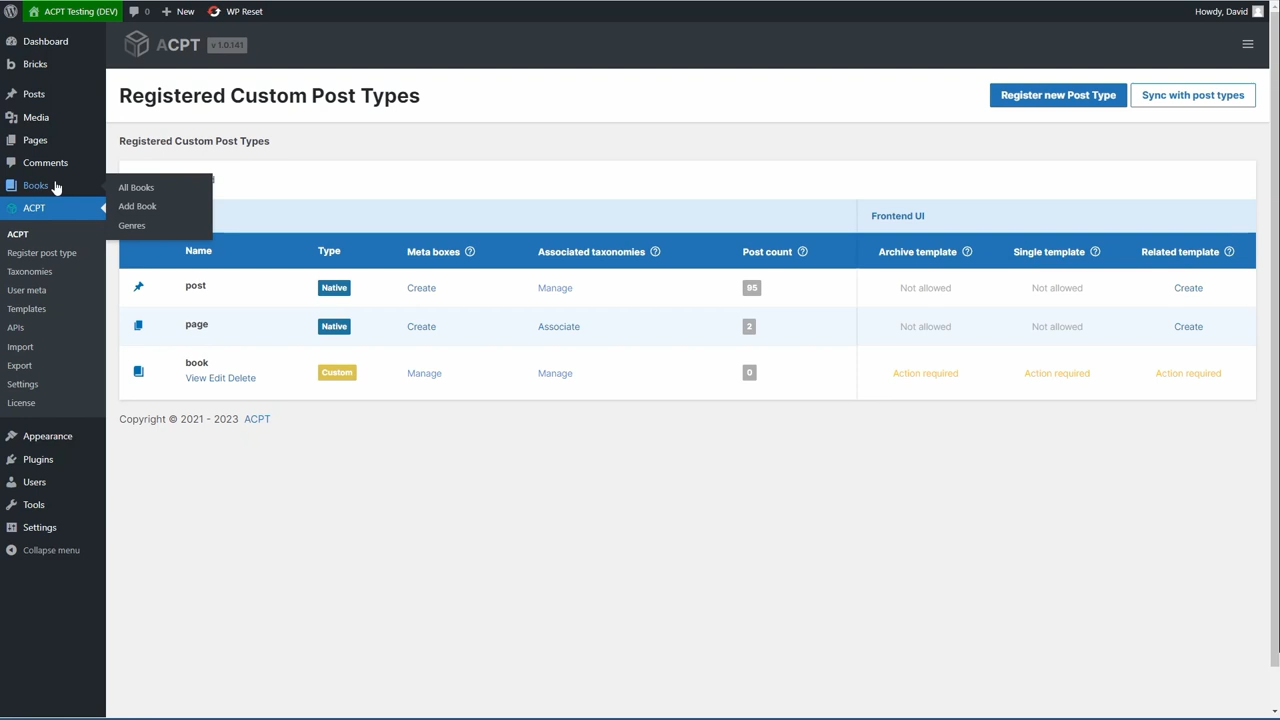 ACPT Testing (DEV)
0
New
WP Reset
Howdy, David
Dashboard
Bricks
Posts
Media
Pages
Comments
Books
ACPT
ACPT
Register post type
Taxonomies
User meta
Templates
APIs
Import
Export
Settings
License
Appearance
Plugins
Users
Tools
Settings
Collapse menu
All Books
Add Book
Genres
ACPT v 1.0.141
Registered Custom Post Types
Register new Post Type
Sync with post types
Registered Custom Post Types
Frontend UI
Name Type Meta boxes Associated taxonomies Post count Archive template Single template Related template
post Native Create Manage 95 Not allowed Not allowed Create
page Native Create Associate 2 Not allowed Not allowed Create
book Custom Manage Manage 0 Action required Action required Action required
View Edit Delete
Copyright © 2021 - 2023 ACPT